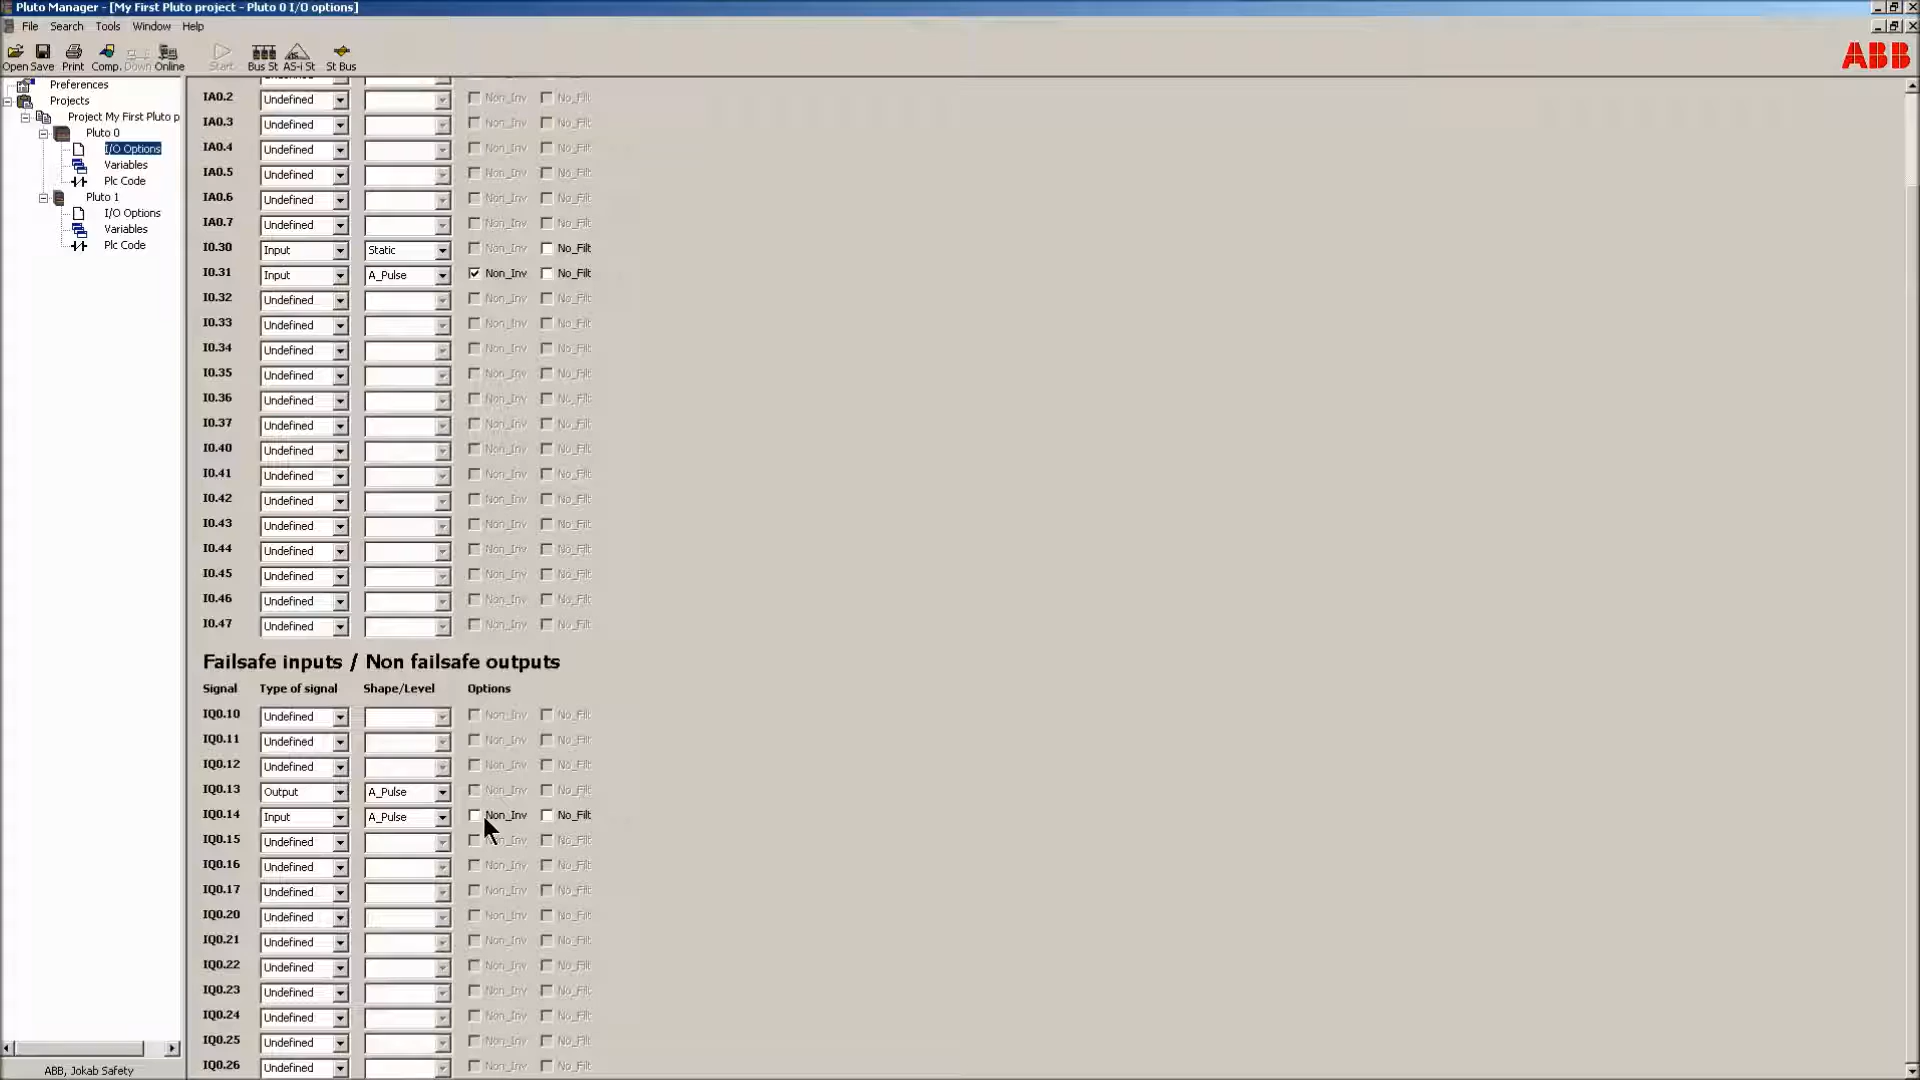 Pluto Manager - [My First Pluto project - Pluto 0 I/O options]
File Search Tools Window Help
Open Save Print Comp. Down Online Start Bus St AS-i St St Bus
ABB
Preferences
Projects
Project My First Pluto p
Pluto 0
I/O Options
Variables
Plc Code
Pluto 1
I/O Options
Variables
Plc Code
ABB, Jokab Safety
IA0.2 Undefined Non_Inv No_Filt
IA0.3 Undefined Non_Inv No_Filt
IA0.4 Undefined Non_Inv No_Filt
IA0.5 Undefined Non_Inv No_Filt
IA0.6 Undefined Non_Inv No_Filt
IA0.7 Undefined Non_Inv No_Filt
I0.30 Input Static Non_Inv No_Filt
I0.31 Input A_Pulse Non_Inv No_Filt
I0.32 Undefined Non_Inv No_Filt
I0.33 Undefined Non_Inv No_Filt
I0.34 Undefined Non_Inv No_Filt
I0.35 Undefined Non_Inv No_Filt
I0.36 Undefined Non_Inv No_Filt
I0.37 Undefined Non_Inv No_Filt
I0.40 Undefined Non_Inv No_Filt
I0.41 Undefined Non_Inv No_Filt
I0.42 Undefined Non_Inv No_Filt
I0.43 Undefined Non_Inv No_Filt
I0.44 Undefined Non_Inv No_Filt
I0.45 Undefined Non_Inv No_Filt
I0.46 Undefined Non_Inv No_Filt
I0.47 Undefined Non_Inv No_Filt
Failsafe inputs / Non failsafe outputs
Signal Type of signal Shape/Level Options
IQ0.10 Undefined Non_Inv No_Filt
IQ0.11 Undefined Non_Inv No_Filt
IQ0.12 Undefined Non_Inv No_Filt
IQ0.13 Output A_Pulse Non_Inv No_Filt
IQ0.14 Input A_Pulse Non_Inv No_Filt
IQ0.15 Undefined Non_Inv No_Filt
IQ0.16 Undefined Non_Inv No_Filt
IQ0.17 Undefined Non_Inv No_Filt
IQ0.20 Undefined Non_Inv No_Filt
IQ0.21 Undefined Non_Inv No_Filt
IQ0.22 Undefined Non_Inv No_Filt
IQ0.23 Undefined Non_Inv No_Filt
IQ0.24 Undefined Non_Inv No_Filt
IQ0.25 Undefined Non_Inv No_Filt
IQ0.26 Undefined Non_Inv No_Filt